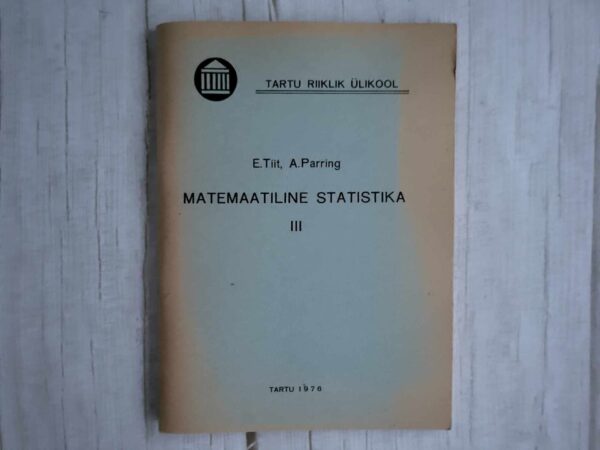 TARTU RIIKLIK ÜLIKOOL
E.Tiit, A.Parring
MATEMAATILINE STATISTIKA
III
TARTU 1976